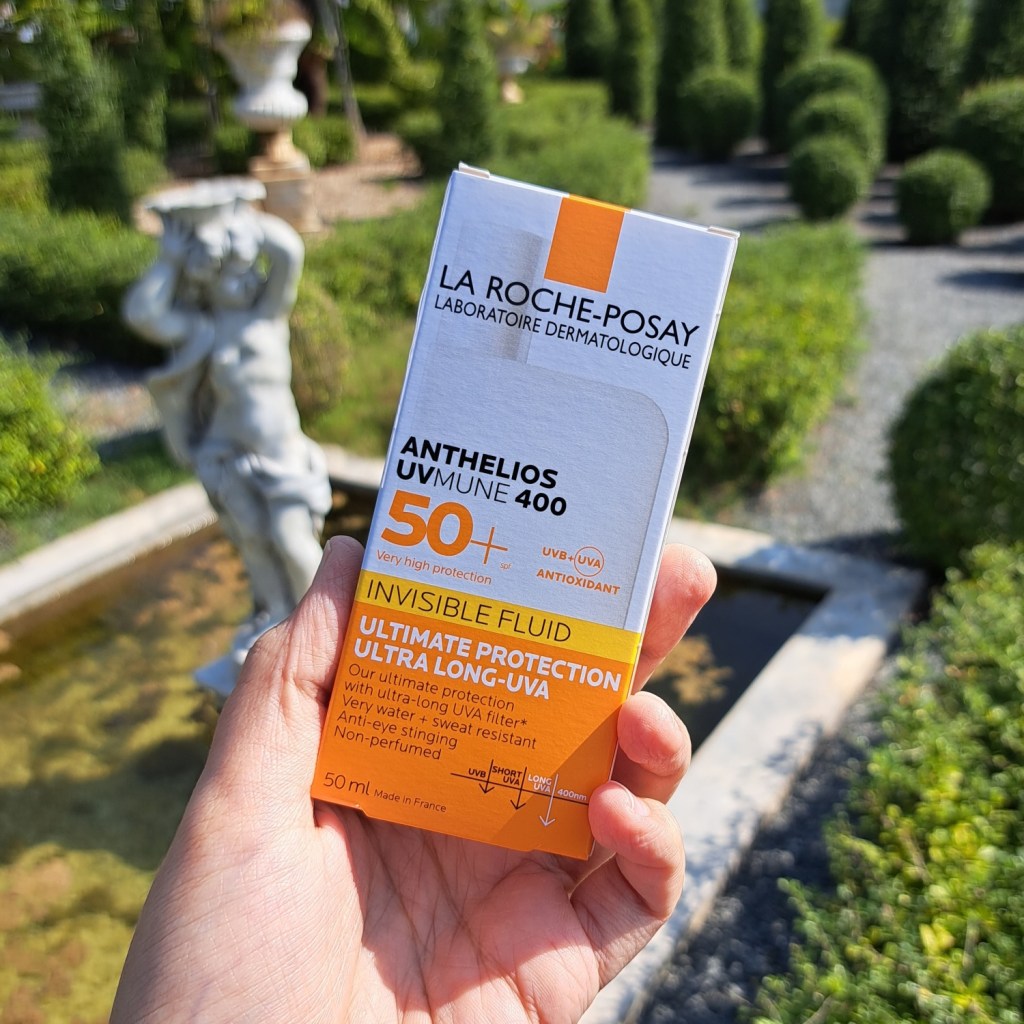 LA ROCHE-POSAY
LABORATOIRE DERMATOLOGIQUE
ANTHELIOS
UVMUNE 400
50+
SPF
Very high protection
UVB+UVA
ANTIOXIDANT
INVISIBLE FLUID
ULTIMATE PROTECTION
ULTRA LONG-UVA
Our ultimate protection
with ultra-long UVA filter*
Very water + sweat resistant
Anti-eye stinging
Non-perfumed
UVB
SHORT
UVA
LONG
UVA
400nm
50 ml Made in France